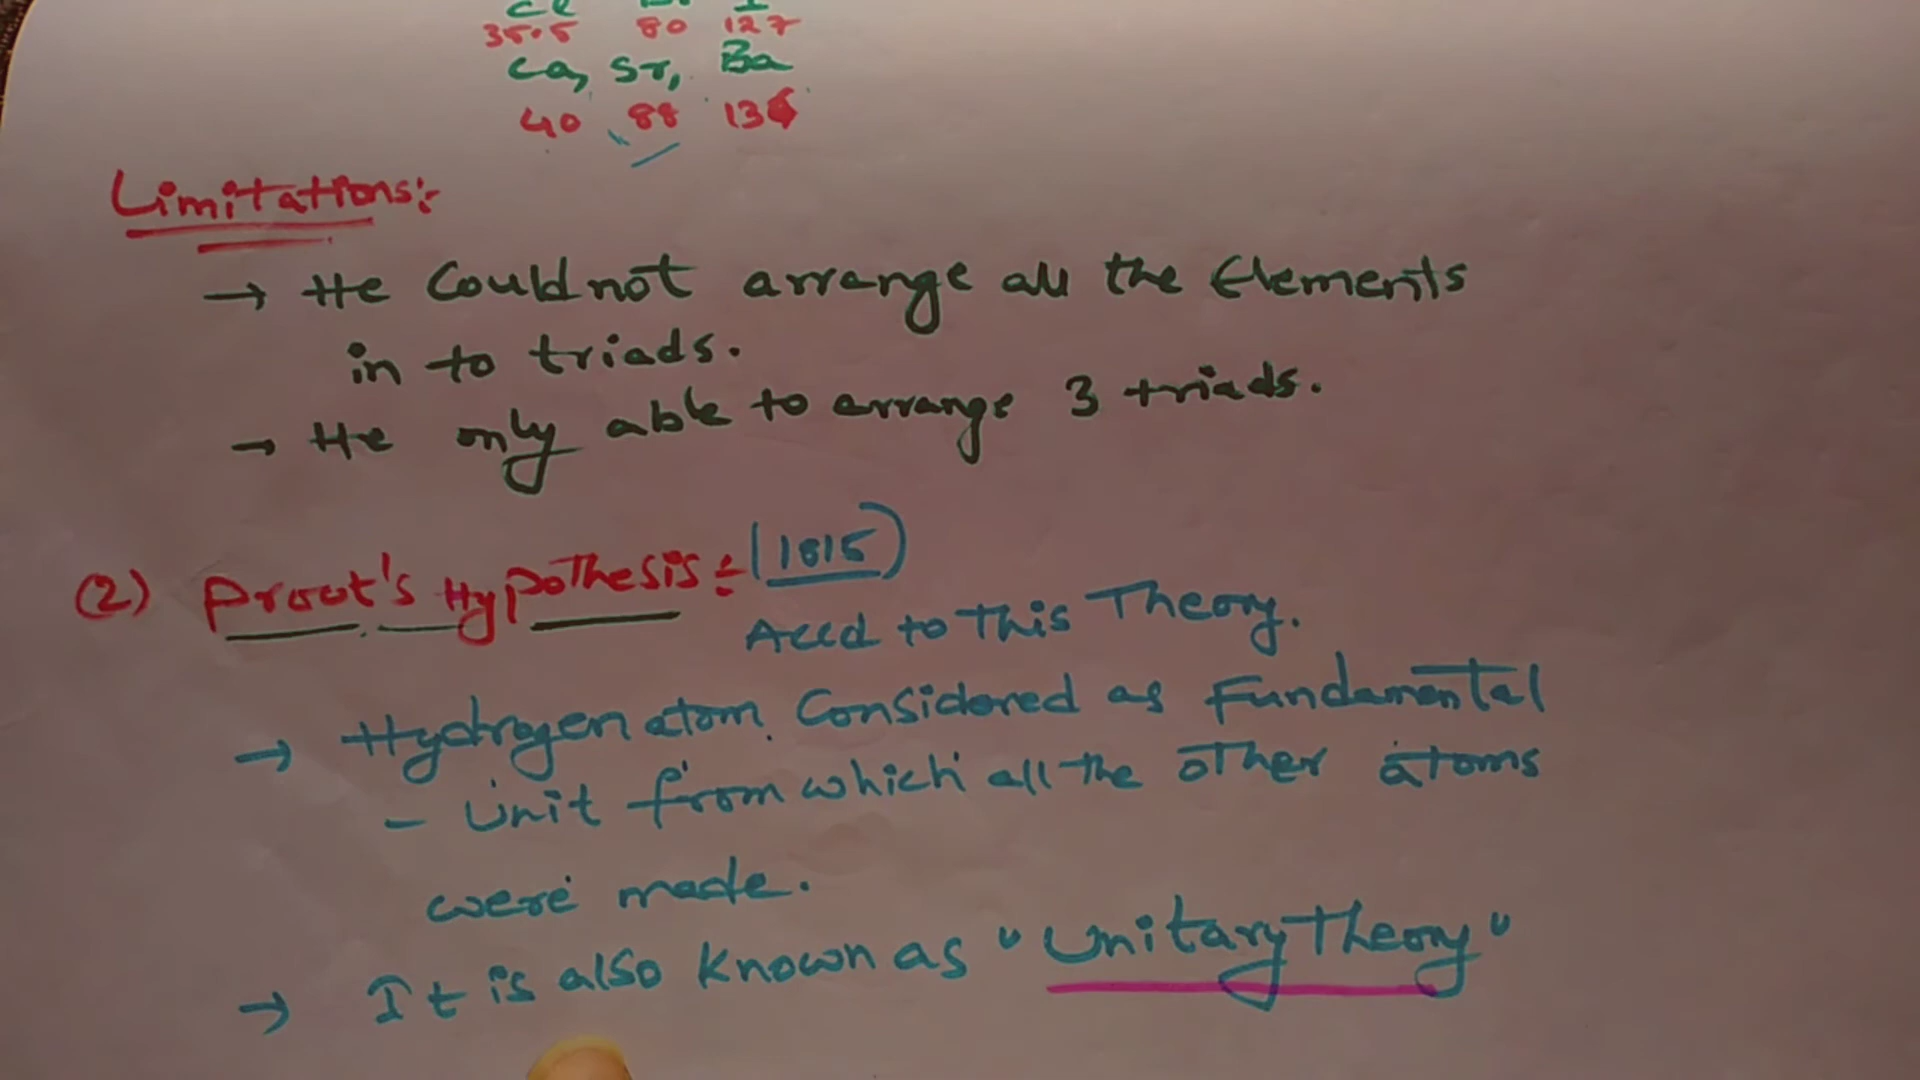 35.5 80 127
Ca, Sr, Ba
40 88 136
Limitations:-
→ He Could not arrange all the Elements
in to triads.
→ He only able to arrange 3 triads.
(2) Prout's Hypothesis :- (1815)
Accd to This Theory.
→ Hydrogen atom Considered as Fundamental
- Unit from which all the other atoms
were made.
→ It is also known as "Unitary Theory"